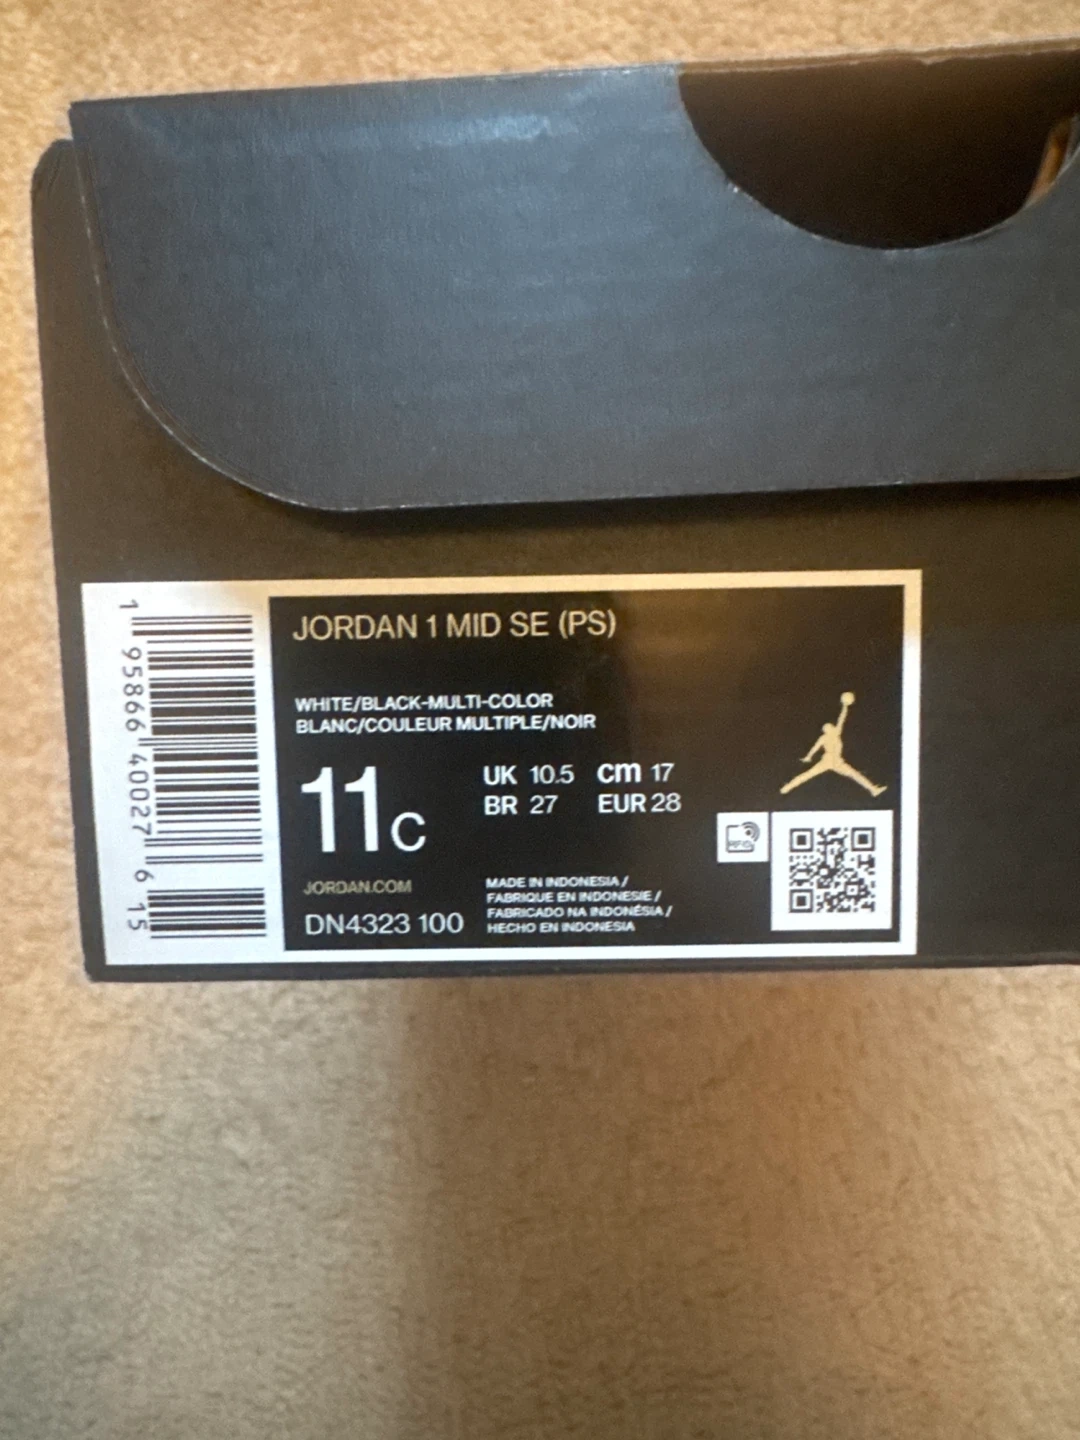 JORDAN 1 MID SE (PS)
WHITE/BLACK-MULTI-COLOR
BLANC/COULEUR MULTIPLE/NOIR
11C
UK 10.5 cm 17
BR 27 EUR 28
JORDAN.COM
DN4323 100
MADE IN INDONESIA /
FABRIQUE EN INDONESIE /
FABRICADO NA INDONÉSIA /
HECHO EN INDONESIA
RFID
1 95866 40027 6 15